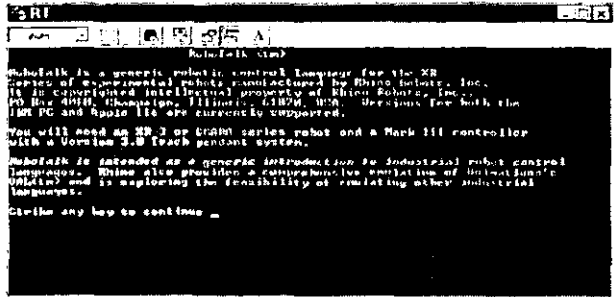 RT
RoboTalk (tm)
RoboTalk is a generic robotic control language for the XR
Series of experimental robots manufactured by Rhino Robots, Inc.
It is copyrighted intellectual property of Rhino Robots, Inc.,
PO Box 4010, Champaign, Illinois, 61820, USA. Versions for both the
IBM PC and Apple IIe are currently supported.
You will need an XR-3 or SCARA series robot and a Mark III controller
with a Version 3.0 Teach pendant system.
RoboTalk is intended as a generic introduction to industrial robot control
languages. Rhino also provides a comprehensive emulation of Unimation's
VAL(tm) and is exploring the feasibility of emulating other industrial
languages.
Strike any key to continue _